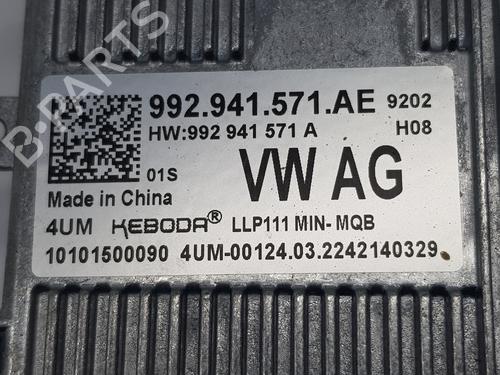 992.941.571.AE 9202
HW:992 941 571 A H08
01S VW AG
Made in China
4UM KEBODA® LLP111 MIN-MQB
10101500090 4UM-00124.03.2242140329
B-PARTS